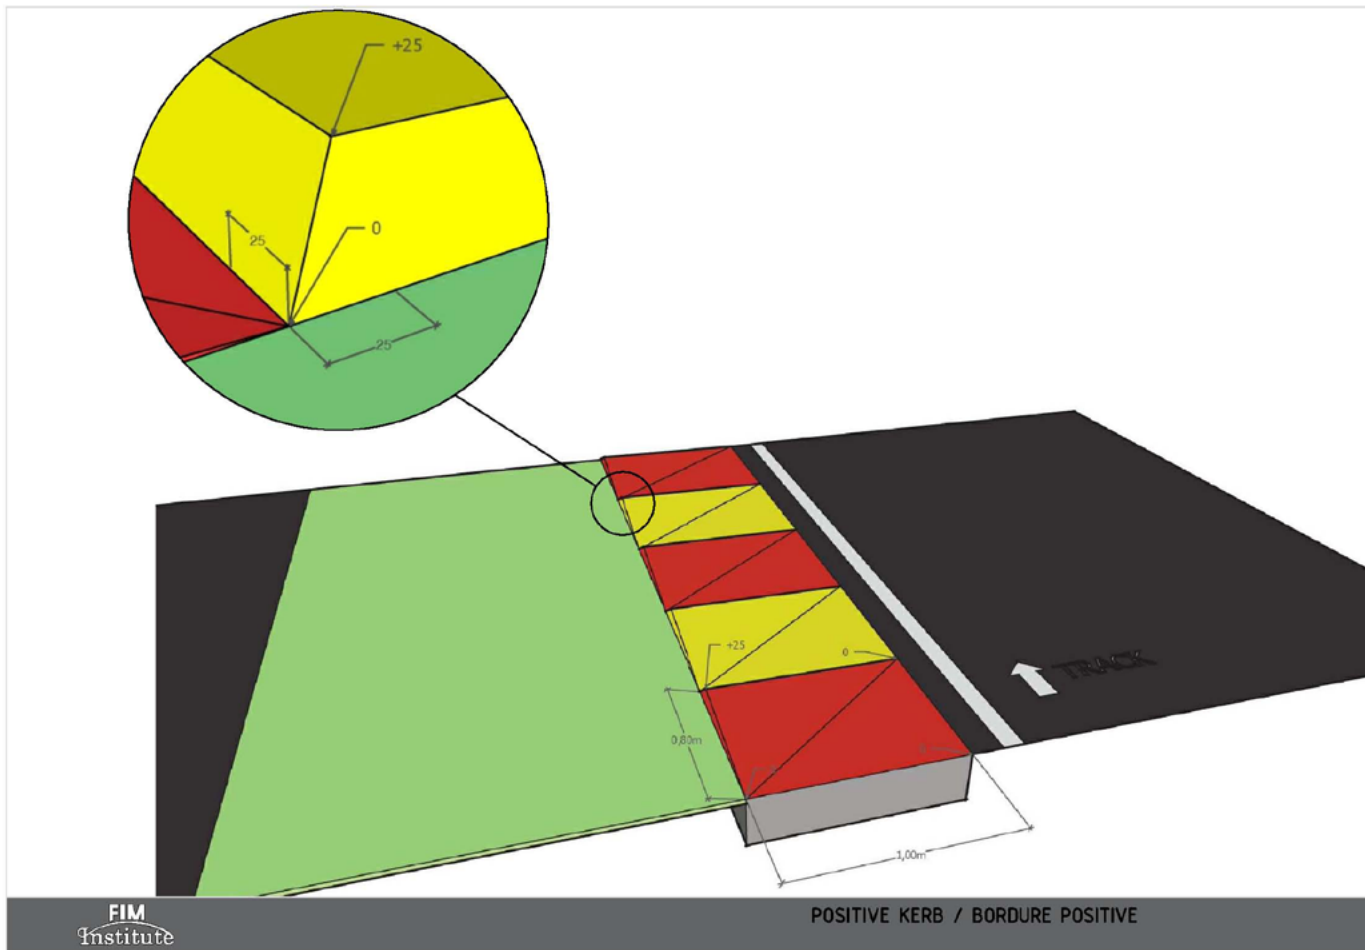 +25
0
25
25
+25
0
TRACK
0,80m
1,00m
FIM
Institute
POSITIVE KERB / BORDURE POSITIVE